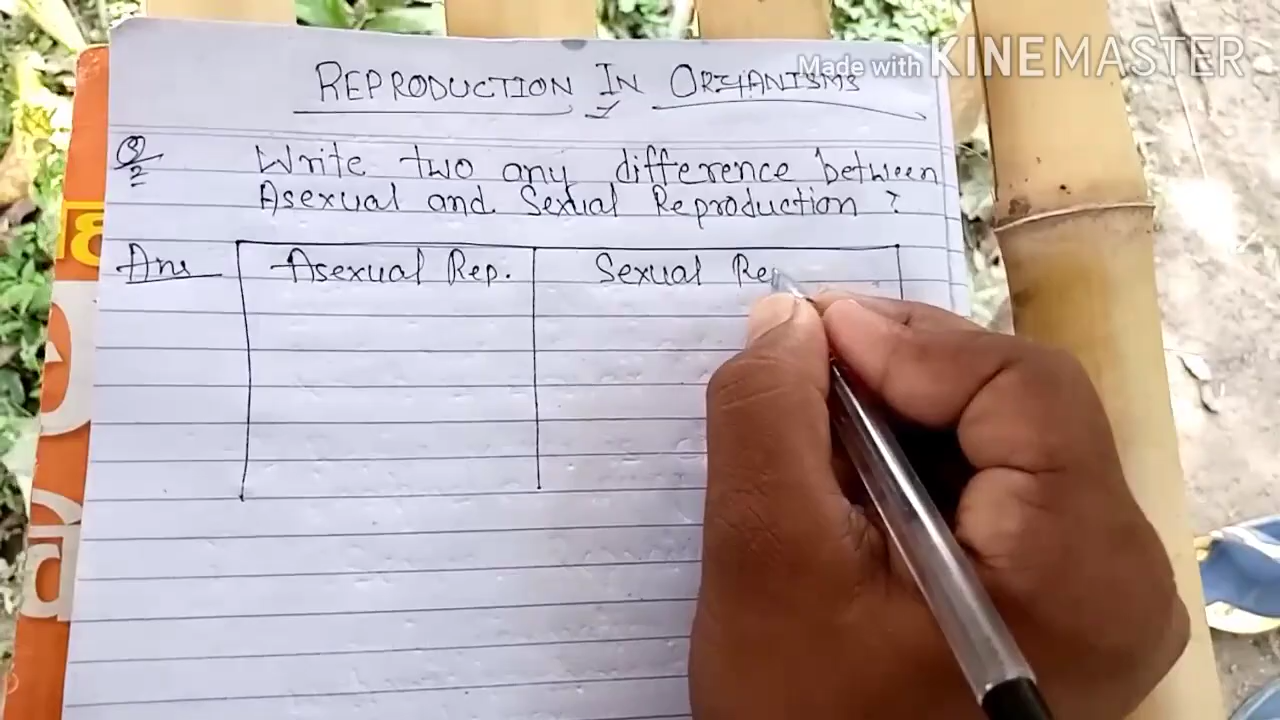 Made with KINEMASTER
REPRODUCTION IN ORGANISMS
Q2 Write two any difference between
Asexual and Sexual Reproduction ?
Ans Asexual Rep. Sexual Rep